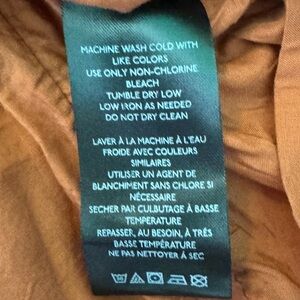 MACHINE WASH COLD WITH
LIKE COLORS
USE ONLY NON-CHLORINE
BLEACH
TUMBLE DRY LOW
LOW IRON AS NEEDED
DO NOT DRY CLEAN
LAVER À LA MACHINE À L'EAU
FROIDE AVEC COULEURS
SIMILAIRES
UTILISER UN AGENT DE
BLANCHIMENT SANS CHLORE SI
NÉCESSAIRE
SECHER PAR CULBUTAGE À BASSE
TEMPÉRATURE
REPASSER, AU BESOIN, À TRÈS
BASSE TEMPÉRATURE
NE PAS NETTOYER À SEC